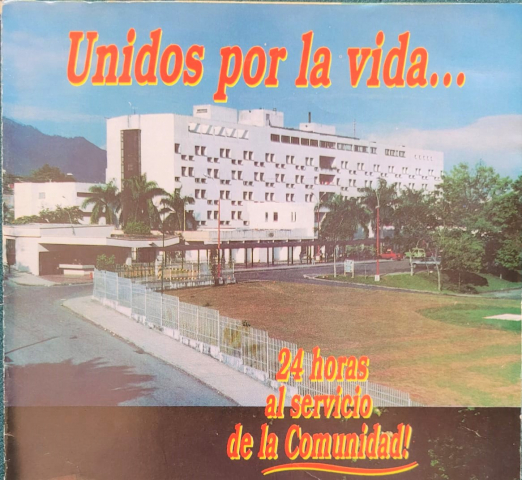 Unidos por la vida...
24 horas
al servicio
de la Comunidad!